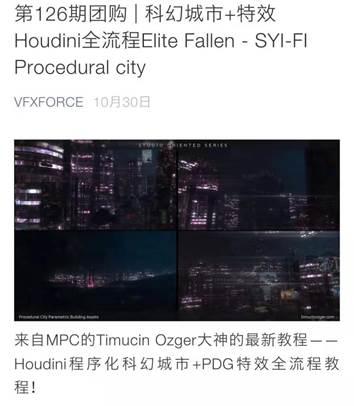 第126期团购 | 科幻城市+特效
Houdini全流程Elite Fallen - SYI-FI
Procedural city
VFXFORCE 10月30日
STUDIO ORIENTED SERIES
Procedural City Parametric Building Assets
timucinozger.com
来自MPC的Timucin Ozger大神的最新教程——
Houdini程序化科幻城市+PDG特效全流程教
程！